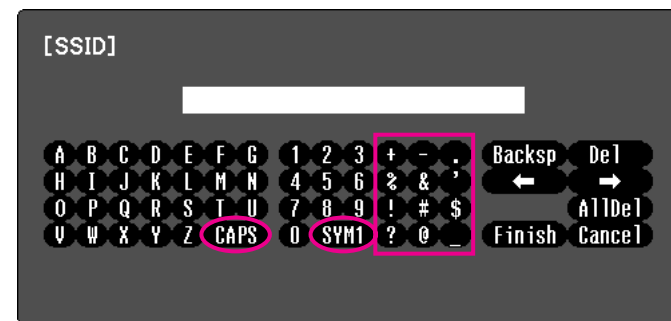 [SSID]
A B C D E F G 1 2 3 + - . Backsp Del
H I J K L M N 4 5 6 % & ’ ← →
O P Q R S T U 7 8 9 ! # $ AllDel
V W X Y Z CAPS 0 SYM1 ? @ _ Finish Cancel